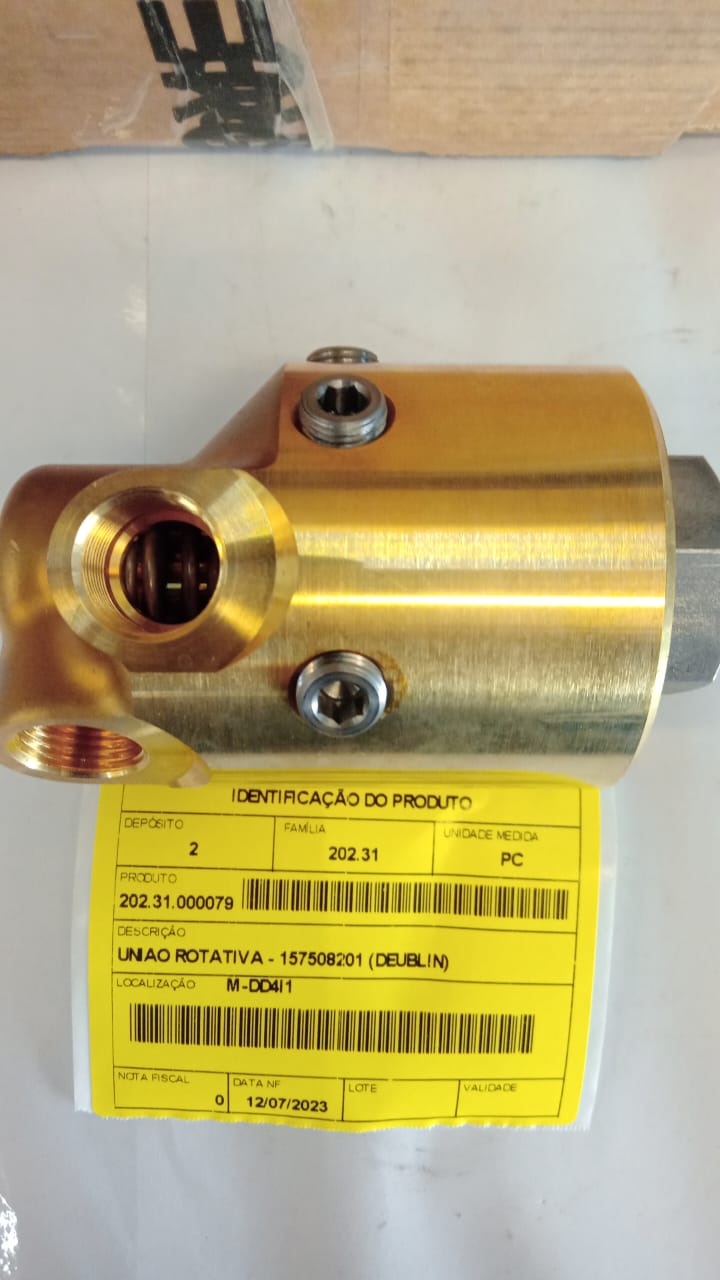 IDENTIFICAÇÃO DO PRODUTO
DEPÓSITO FAMÍLIA UNIDADE MEDIDA
2 202.31 PC
PRODUTO
202.31.000079
DESCRIÇÃO
UNIAO ROTATIVA - 157508201 (DEUBLIN)
LOCALIZAÇÃO M-DD4I1
NOTA FISCAL DATA NF LOTE VALIDADE
0 12/07/2023